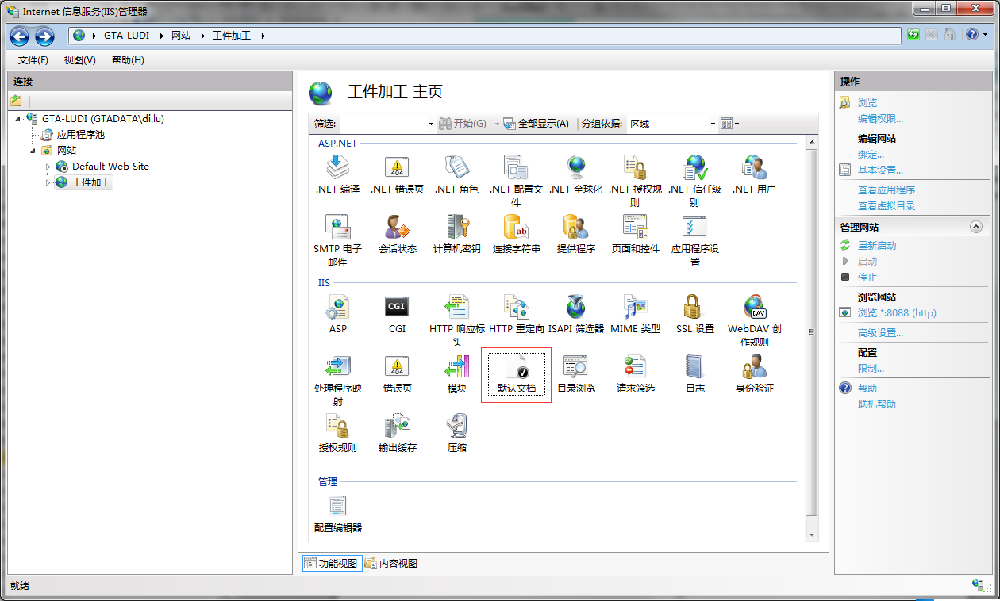 Internet 信息服务(IIS)管理器
GTA-LUDI 网站 工件加工
文件(F) 视图(V) 帮助(H)
连接
GTA-LUDI (GTADATA\di.lu)
应用程序池
网站
Default Web Site
工件加工
工件加工 主页
筛选: 开始(G) 全部显示(A) 分组依据: 区域
ASP.NET
.NET 编译
404
.NET 错误页
.NET 角色
.NET 配置文
件
.NET 全球化
.NET 授权规
则
.NET 信任级
别
.NET 用户
SMTP 电子
邮件
会话状态
计算机密钥
ab
连接字符串
提供程序
页面和控件
应用程序设
置
IIS
ASP
CGI
CGI
HTTP 响应标
头
HTTP 重定向
ISAPI 筛选器
MIME 类型
SSL 设置
DAV
WebDAV 创
作规则
处理程序映
射
404
错误页
模块
默认文档
目录浏览
请求筛选
日志
身份验证
授权规则
输出缓存
压缩
管理
配置编辑器
功能视图 内容视图
操作
浏览
编辑权限...
编辑网站
绑定...
基本设置...
查看应用程序
查看虚拟目录
管理网站
重新启动
启动
停止
浏览网站
浏览 *:8088 (http)
高级设置...
配置
限制...
帮助
联机帮助
就绪